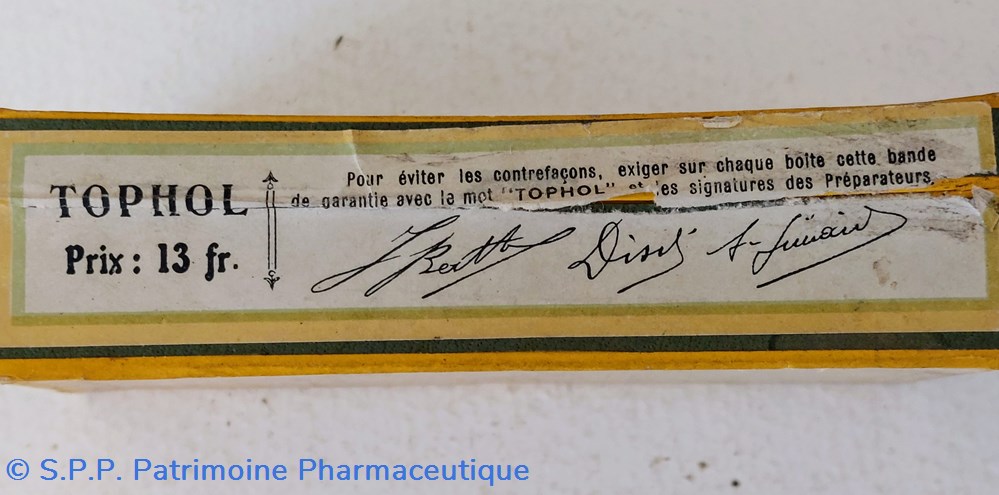 TOPHOL
Prix : 13 fr.
Pour éviter les contrefaçons, exiger sur chaque boîte cette bande
de garantie avec le mot "TOPHOL" et les signatures des Préparateurs
© S.P.P. Patrimoine Pharmaceutique